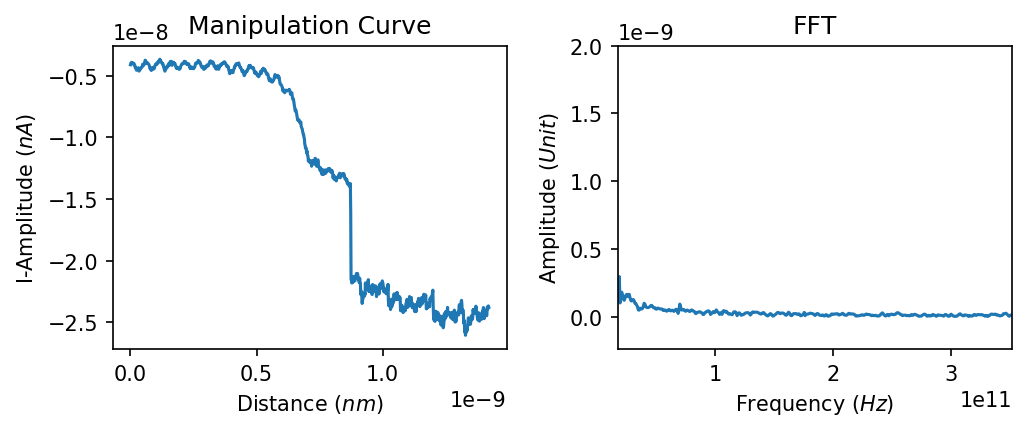 Manipulation Curve
1e−8
I-Amplitude (nA)
−0.5
−1.0
−1.5
−2.0
−2.5
0.0 0.5 1.0
1e−9
Distance (nm)
FFT
1e−9
Amplitude (Unit)
2.0
1.5
1.0
0.5
0.0
1 2 3
1e11
Frequency (Hz)